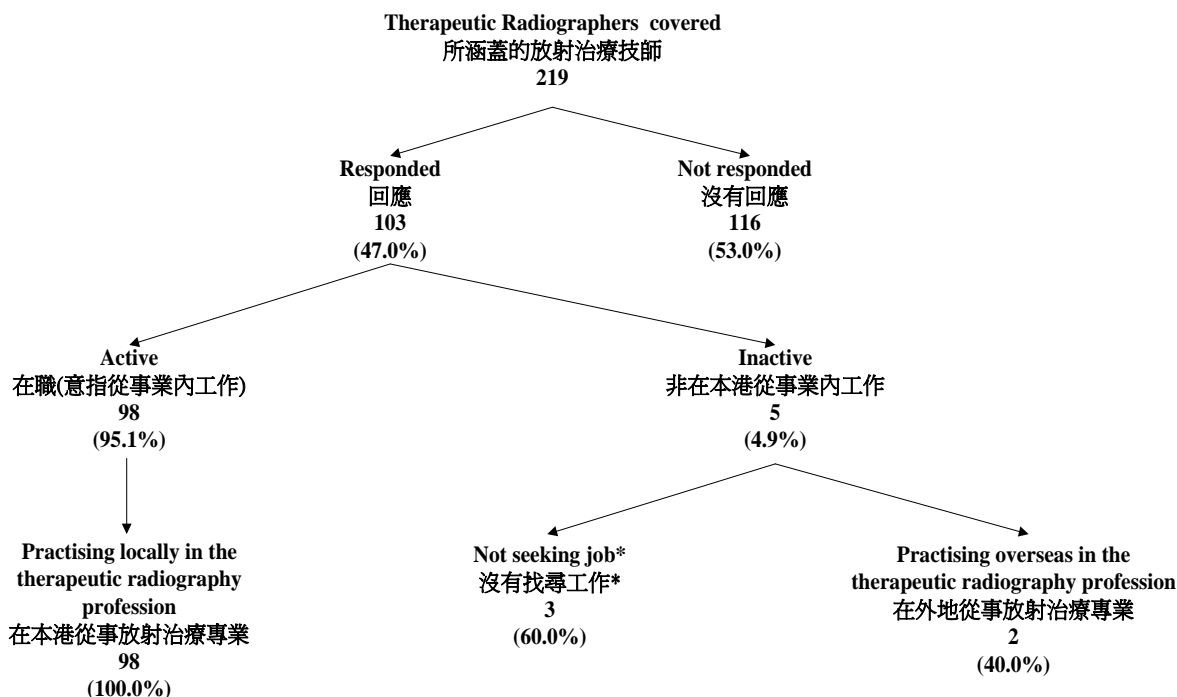 Therapeutic Radiographers covered
所涵蓋的放射治療技師
219
Responded
回應
103
(47.0%)
Not responded
沒有回應
116
(53.0%)
Active
在職(意指從事業內工作)
98
(95.1%)
Inactive
非在本港從事業內工作
5
(4.9%)
Practising locally in the
therapeutic radiography
profession
在本港從事放射治療專業
98
(100.0%)
Not seeking job*
沒有找尋工作*
3
(60.0%)
Practising overseas in the
therapeutic radiography profession
在外地從事放射治療專業
2
(40.0%)